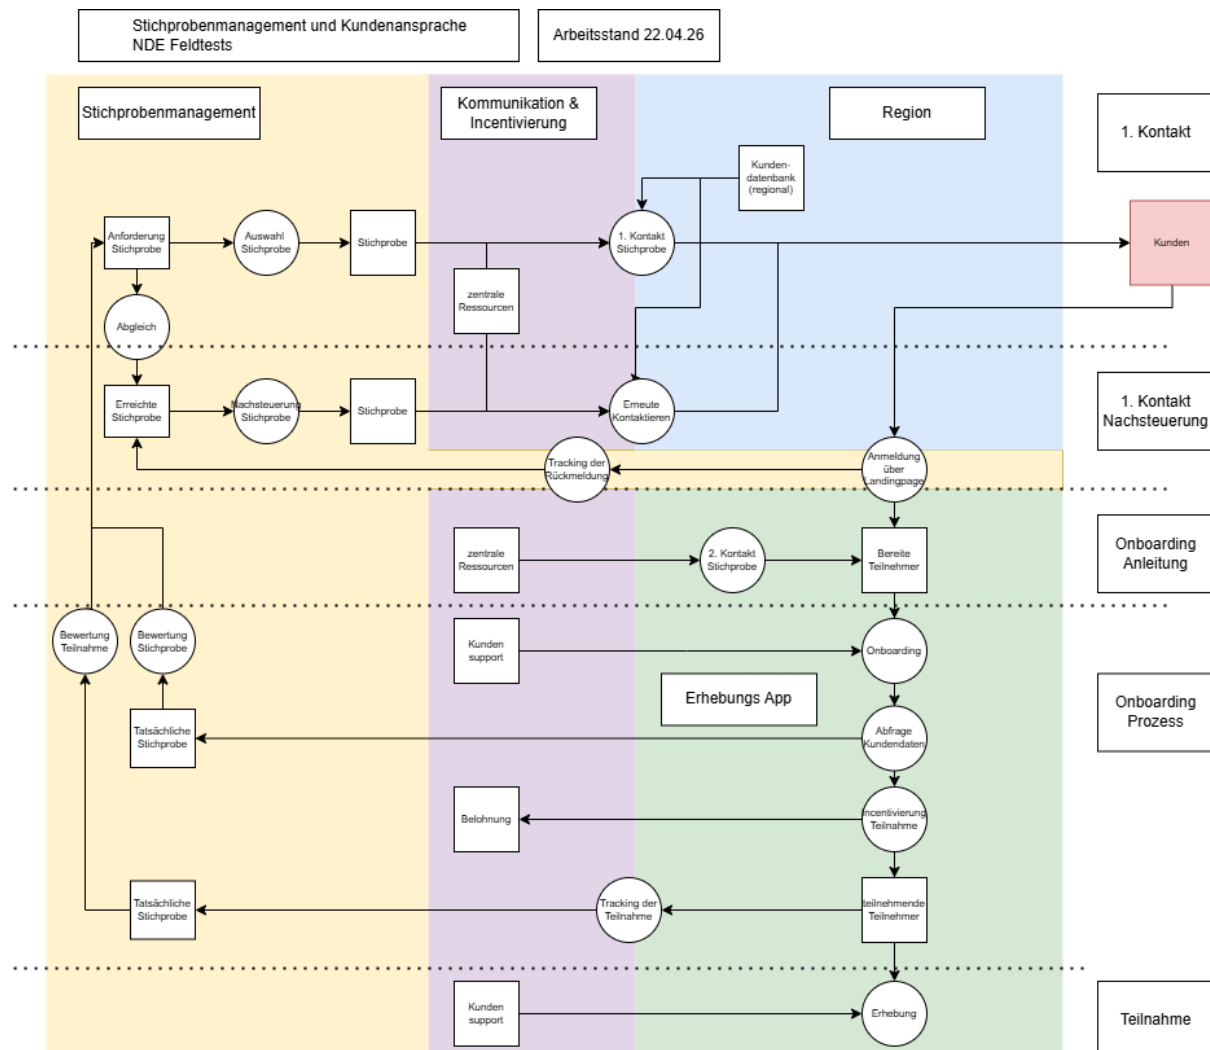 Stichprobenmanagement und Kundenansprache
NDE Feldtests
Arbeitsstand 22.04.26
Stichprobenmanagement
Kommunikation &
Incentivierung
Region
1. Kontakt
Kunden-
datenbank
(regional)
Anforderung
Stichprobe
Auswahl
Stichprobe
Stichprobe
1. Kontakt
Stichprobe
Kunden
zentrale
Ressourcen
Abgleich
Erreichte
Stichprobe
Nachsteuerung
Stichprobe
Stichprobe
Erneute
Kontaktieren
1. Kontakt
Nachsteuerung
Tracking der
Rückmeldung
Anmeldung
über
Landingpage
zentrale
Ressourcen
2. Kontakt
Stichprobe
Bereite
Teilnehmer
Onboarding
Anleitung
Bewertung
Teilnahme
Bewertung
Stichprobe
Kunden
support
Onboarding
Erhebungs App
Onboarding
Prozess
Tatsächliche
Stichprobe
Abfrage
Kundendaten
Belohnung
Incentivierung
Teilnahme
Tatsächliche
Stichprobe
Tracking der
Teilnahme
teilnehmende
Teilnehmer
Kunden
support
Erhebung
Teilnahme